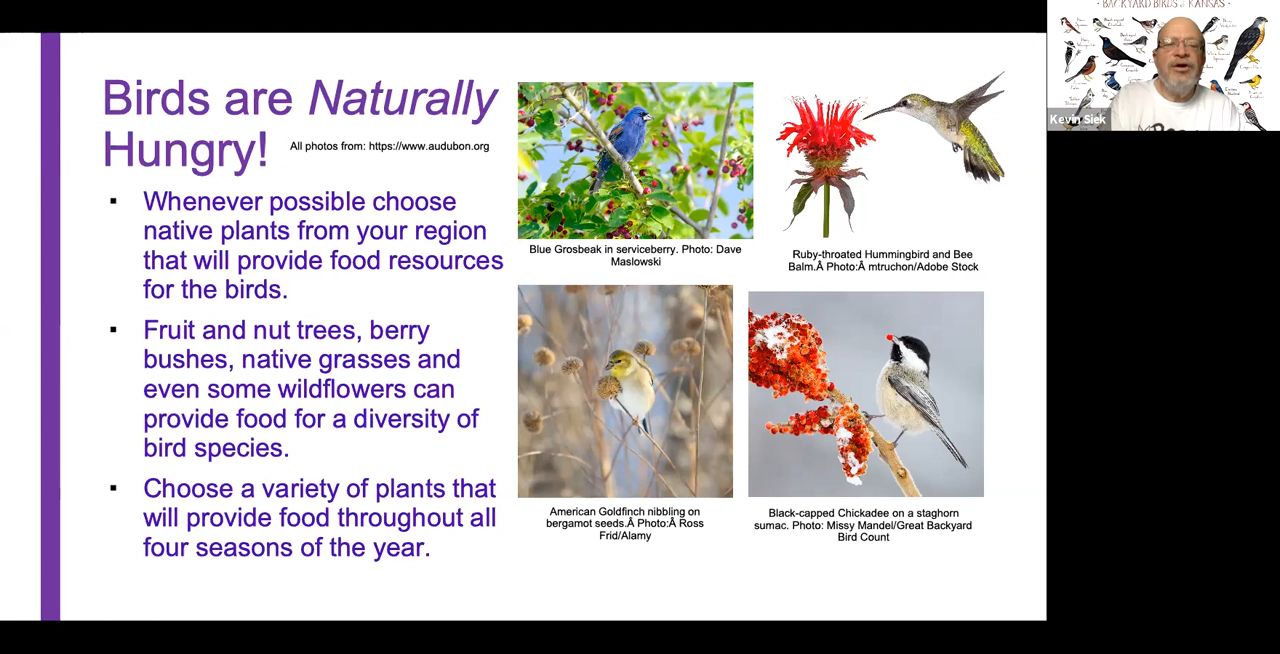 Birds are Naturally
Hungry!
All photos from: https://www.audubon.org
▪ Whenever possible choose
native plants from your region
that will provide food resources
for the birds.
▪ Fruit and nut trees, berry
bushes, native grasses and
even some wildflowers can
provide food for a diversity of
bird species.
▪ Choose a variety of plants that
will provide food throughout all
four seasons of the year.
Blue Grosbeak in serviceberry. Photo: Dave
Maslowski
Ruby-throated Hummingbird and Bee
Balm.Â Photo:Â mtruchon/Adobe Stock
American Goldfinch nibbling on
bergamot seeds.Â Photo:Â Ross
Frid/Alamy
Black-capped Chickadee on a staghorn
sumac. Photo: Missy Mandel/Great Backyard
Bird Count
· BACKYARD BIRDS of KANSAS ·
Kevin Siek